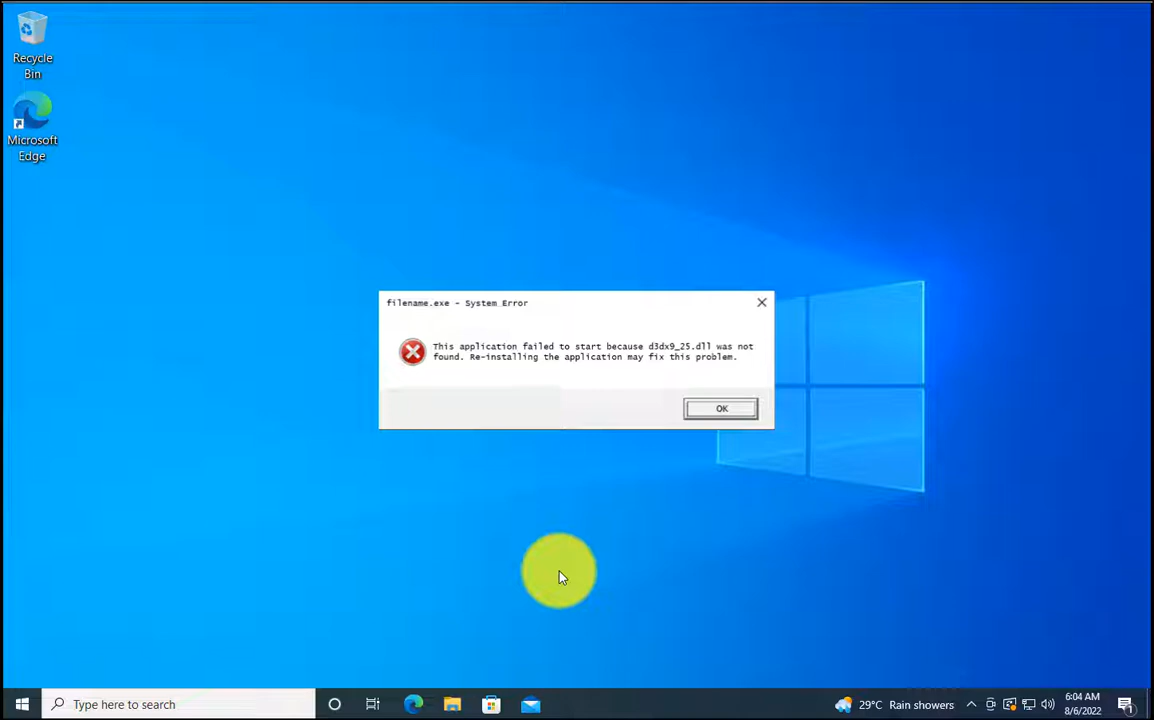 Recycle
Bin
Microsoft
Edge
filename.exe - System Error
This application failed to start because d3dx9_25.dll was not
found. Re-installing the application may fix this problem.
OK
Type here to search
29°C Rain showers
6:04 AM
8/6/2022
1